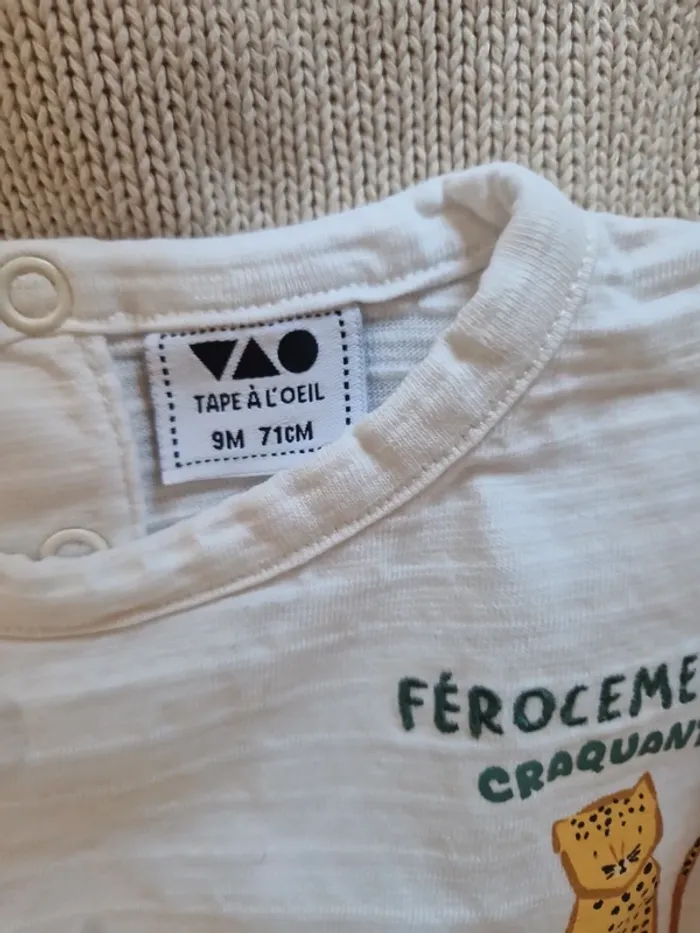 TAPE À L'OEIL
9M 71CM
FÉROCEME
CRAQUAN